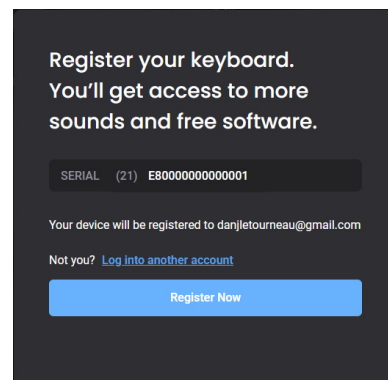 Register your keyboard.
You'll get access to more
sounds and free software.
SERIAL (21) E80000000000001
Your device will be registered to danjletourneau@gmail.com
Not you? Log into another account
Register Now